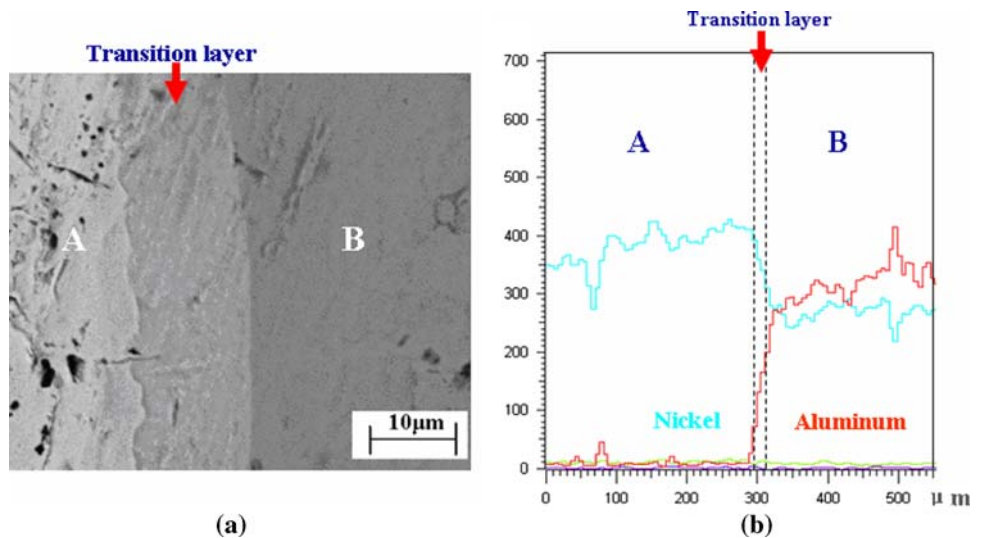 Transition layer
A
B
10μm
(a)
Transition layer
700
600
500
400
300
200
100
0
A
B
Nickel
Aluminum
0
100
200
300
400
500
μ m
(b)